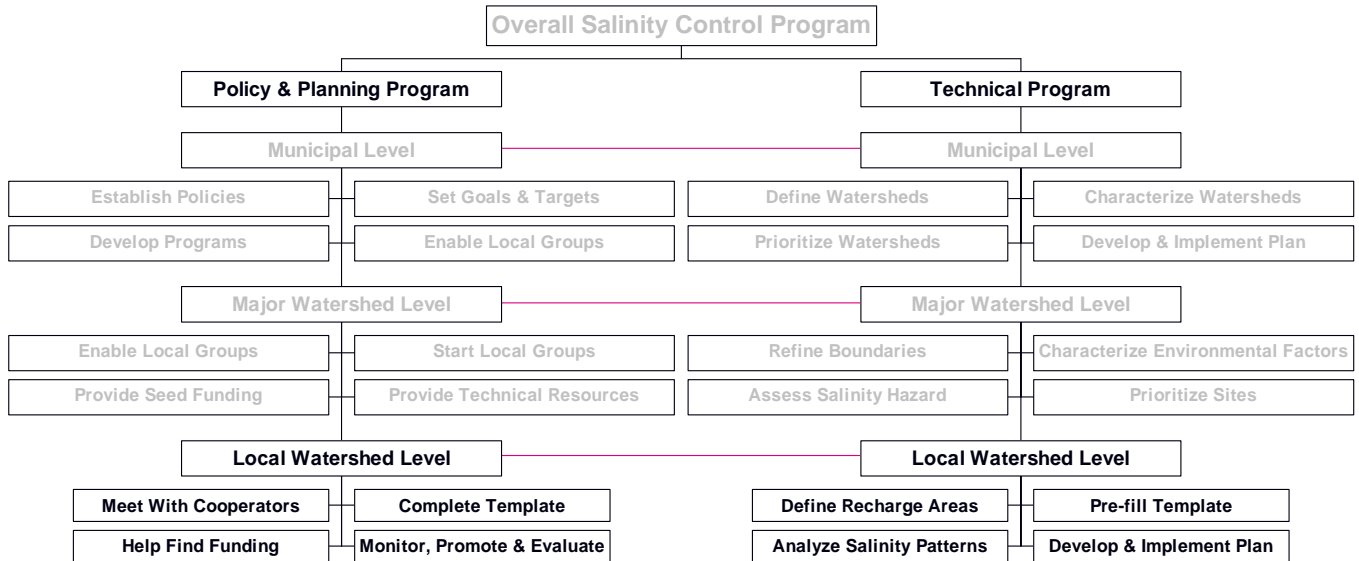 Overall Salinity Control Program
Policy & Planning Program
Technical Program
Municipal Level
Municipal Level
Establish Policies
Set Goals & Targets
Define Watersheds
Characterize Watersheds
Develop Programs
Enable Local Groups
Prioritize Watersheds
Develop & Implement Plan
Major Watershed Level
Major Watershed Level
Enable Local Groups
Start Local Groups
Refine Boundaries
Characterize Environmental Factors
Provide Seed Funding
Provide Technical Resources
Assess Salinity Hazard
Prioritize Sites
Local Watershed Level
Local Watershed Level
Meet With Cooperators
Complete Template
Define Recharge Areas
Pre-fill Template
Help Find Funding
Monitor, Promote & Evaluate
Analyze Salinity Patterns
Develop & Implement Plan